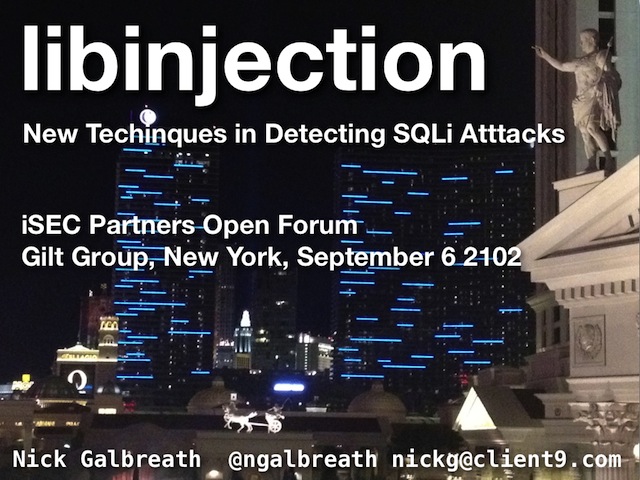 libinjection
New Techinques in Detecting SQLi Atttacks
iSEC Partners Open Forum
Gilt Group, New York, September 6 2102
BELLAGIO
Nick Galbreath @ngalbreath nickg@client9.com